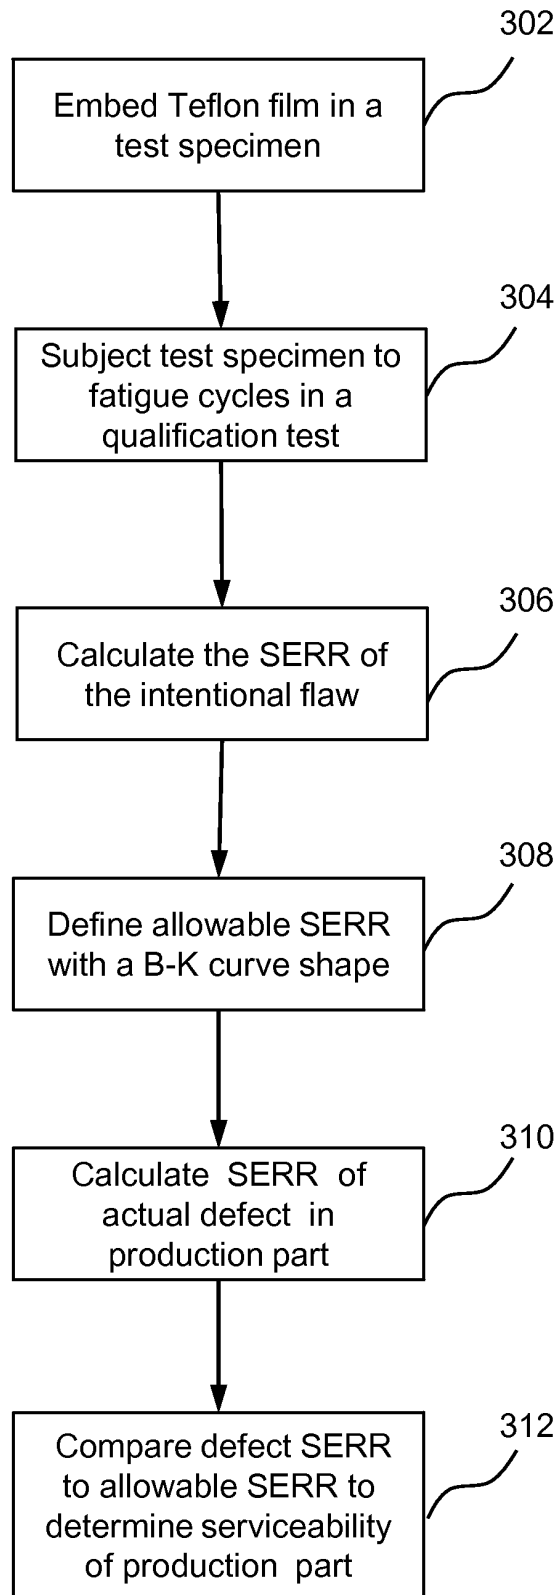 302
Embed Teflon film in a
test specimen
304
Subject test specimen to
fatigue cycles in a
qualification test
306
Calculate the SERR of
the intentional flaw
308
Define allowable SERR
with a B-K curve shape
310
Calculate SERR of
actual defect in
production part
312
Compare defect SERR
to allowable SERR to
determine serviceability
of production part